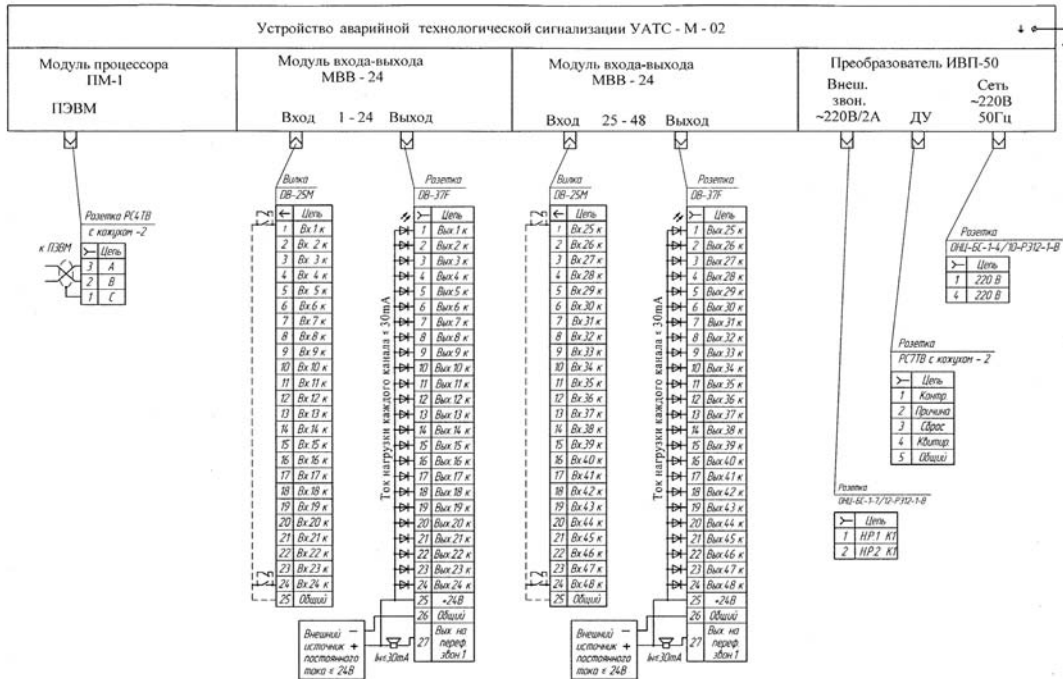 Устройство аварийной технологической сигнализации УАТС - М - 02
Модуль процессора
ПМ-1
ПЭВМ
Модуль входа-выхода
МВВ - 24
Вход 1 - 24 Выход
Модуль входа-выхода
МВВ - 24
Вход 25 - 48 Выход
Преобразователь ИВП-50
Внеш.
звон.
~220В/2А
ДУ
Сеть
~220В
50Гц
Розетка РС4ТВ
с кожухом -2
к ПЭВМ
Цепь
3 А
2 В
1 С
Вилка
DB-25M
Цепь
1 Вх.1 к
2 Вх. 2 к
3 Вх. 3 к
4 Вх. 4 к
5 Вх. 5 к
6 Вх.6 к
7 Вх.7 к
8 Вх.8 к
9 Вх.9 к
10 Вх.10 к
11 Вх.11 к
12 Вх.12 к
13 Вх.13 к
14 Вх.14 к
15 Вх.15 к
16 Вх.16 к
17 Вх.17 к
18 Вх.18 к
19 Вх.19 к
20 Вх.20 к
21 Вх.21 к
22 Вх.22 к
23 Вх.23 к
24 Вх.24 к
25 Общий
Розетка
DB-37F
Цепь
1 Вых.1 к
2 Вых.2 к
3 Вых.3 к
4 Вых.4 к
5 Вых.5 к
6 Вых.6 к
7 Вых.7 к
8 Вых.8 к
9 Вых.9 к
10 Вых.10 к
11 Вых.11 к
12 Вых.12 к
13 Вых.13 к
14 Вых.14 к
15 Вых.15 к
16 Вых.16 к
17 Вых.17 к
18 Вых.18 к
19 Вых.19 к
20 Вых.20 к
21 Вых.21 к
22 Вых.22 к
23 Вых.23 к
24 Вых.24 к
25 +24В
26 Общий
27 Вых на
переф.
звон 1
Ток нагрузки каждого канала ≤ 30mA
Внешний –
источник +
постоянного
тока ≤ 24В
Iн≤30mA
Вилка
DB-25M
Цепь
1 Вх.25 к
2 Вх.26 к
3 Вх.27 к
4 Вх.28 к
5 Вх.29 к
6 Вх.30 к
7 Вх.31 к
8 Вх.32 к
9 Вх.33 к
10 Вх.34 к
11 Вх.35 к
12 Вх.36 к
13 Вх.37 к
14 Вх.38 к
15 Вх.39 к
16 Вх.40 к
17 Вх.41 к
18 Вх.42 к
19 Вх.43 к
20 Вх.44 к
21 Вх.45 к
22 Вх.46 к
23 Вх.47 к
24 Вх.48 к
25 Общий
Розетка
DB-37F
Цепь
1 Вых.25 к
2 Вых.26 к
3 Вых.27 к
4 Вых.28 к
5 Вых.29 к
6 Вых.30 к
7 Вых.31 к
8 Вых.32 к
9 Вых.33 к
10 Вых.34 к
11 Вых.35 к
12 Вых.36 к
13 Вых.37 к
14 Вых.38 к
15 Вых.39 к
16 Вых.40 к
17 Вых.41 к
18 Вых.42 к
19 Вых.43 к
20 Вых.44 к
21 Вых.45 к
22 Вых.46 к
23 Вых.47 к
24 Вых.48 к
25 +24В
26 Общий
27 Вых на
переф.
звон 1
Ток нагрузки каждого канала ≤ 30mA
Внешний –
источник +
постоянного
тока ≤ 24В
Iн≤30mA
Розетка
ОНЦ-БС-1-4/10-Р312-1-В
Цепь
1 220 В
4 220 В
Розетка
РС7ТВ с кожухом - 2
Цепь
1 Контр.
2 Причина
3 Сброс
4 Квитир.
5 Общий
Розетка
ОНЦ-БС-1-7/12-Р312-1-В
Цепь
1 НР.1 К1
2 НР.2 К1